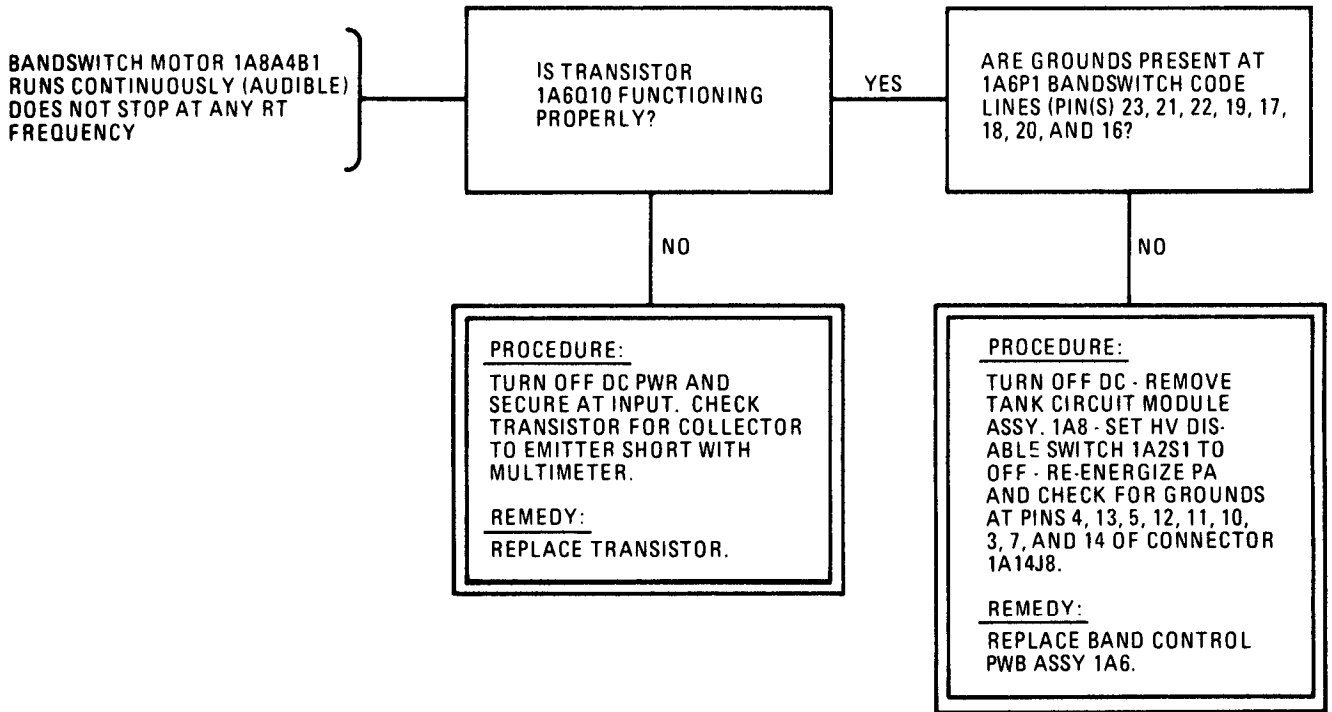 BANDSWITCH MOTOR 1A8A4B1
RUNS CONTINUOUSLY (AUDIBLE)
DOES NOT STOP AT ANY RT
FREQUENCY
IS TRANSISTOR
1A6Q10 FUNCTIONING
PROPERLY?
YES
ARE GROUNDS PRESENT AT
1A6P1 BANDSWITCH CODE
LINES (PIN(S) 23, 21, 22, 19, 17,
18, 20, AND 16?
NO
NO
PROCEDURE:
TURN OFF DC PWR AND
SECURE AT INPUT. CHECK
TRANSISTOR FOR COLLECTOR
TO EMITTER SHORT WITH
MULTIMETER.
REMEDY:
REPLACE TRANSISTOR.
PROCEDURE:
TURN OFF DC - REMOVE
TANK CIRCUIT MODULE
ASSY. 1A8 - SET HV DIS-
ABLE SWITCH 1A2S1 TO
OFF - RE-ENERGIZE PA
AND CHECK FOR GROUNDS
AT PINS 4, 13, 5, 12, 11, 10,
3, 7, AND 14 OF CONNECTOR
1A14J8.
REMEDY:
REPLACE BAND CONTROL
PWB ASSY 1A6.